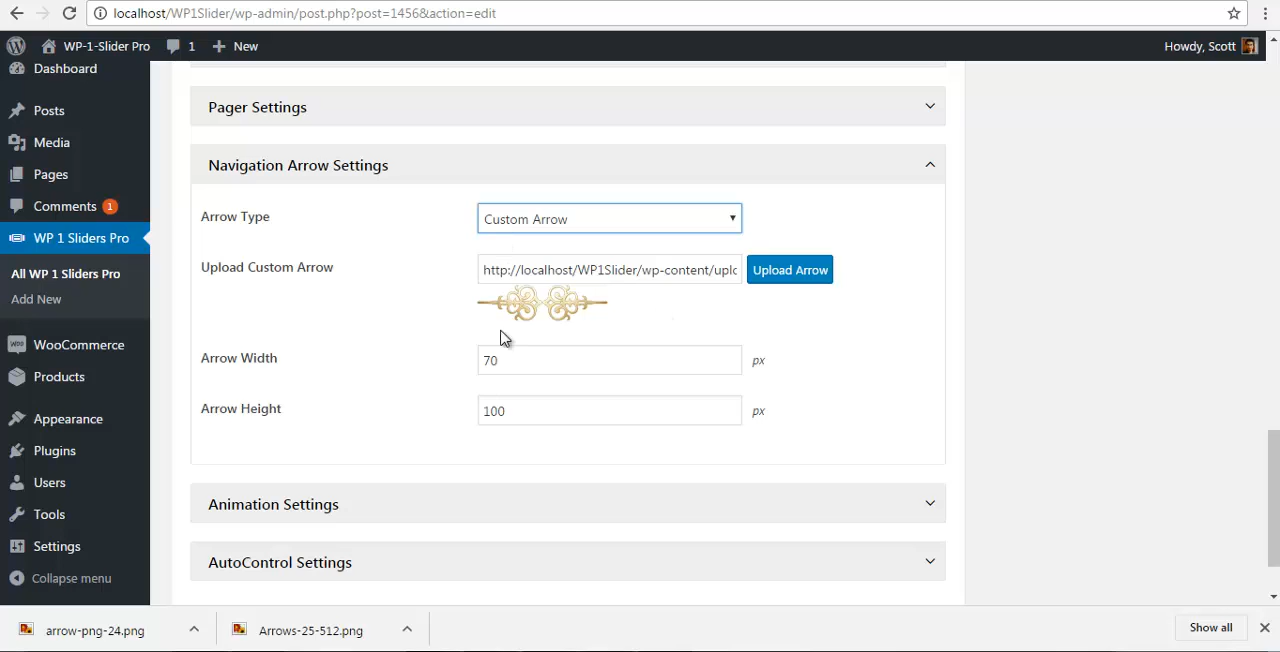 localhost/WP1Slider/wp-admin/post.php?post=1456&action=edit
WP-1-Slider Pro 1 New Howdy, Scott
Dashboard
Posts
Media
Pages
Comments 1
WP 1 Sliders Pro
All WP 1 Sliders Pro
Add New
WooCommerce
Products
Appearance
Plugins
Users
Tools
Settings
Collapse menu
Pager Settings
Navigation Arrow Settings
Arrow Type Custom Arrow
Upload Custom Arrow http://localhost/WP1Slider/wp-content/uplo Upload Arrow
Arrow Width 70 px
Arrow Height 100 px
Animation Settings
AutoControl Settings
arrow-png-24.png Arrows-25-512.png Show all